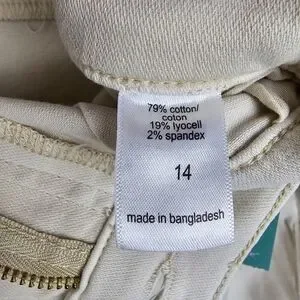 79% cotton/
coton
19% lyocell
2% spandex
14
made in bangladesh